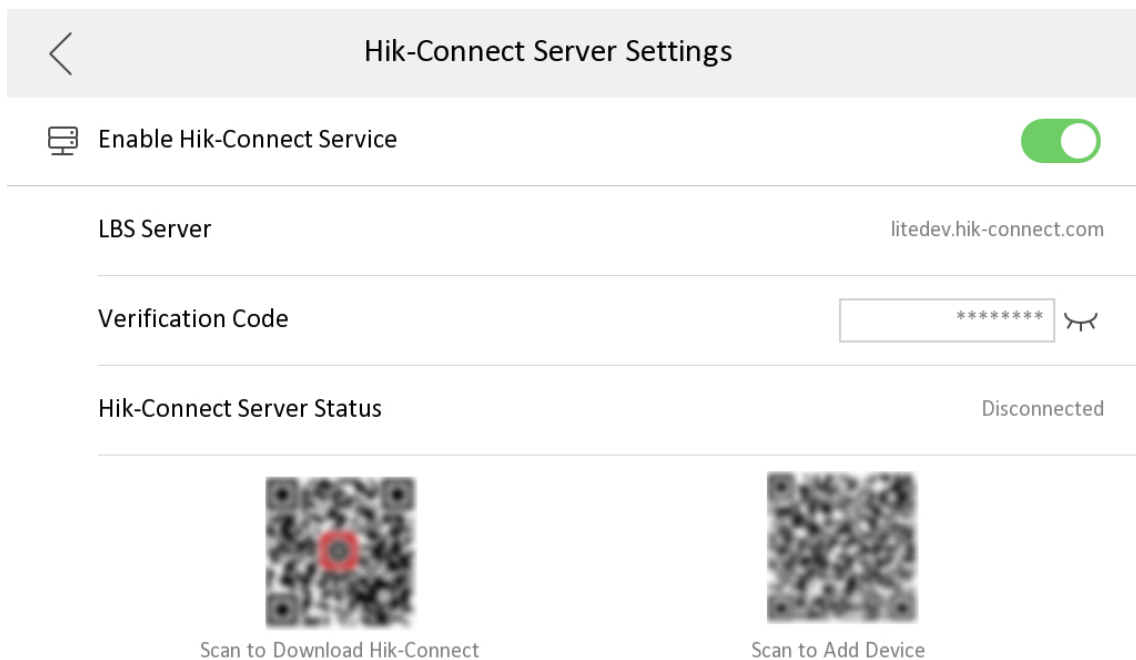 Hik-Connect Server Settings
Enable Hik-Connect Service
LBS Server litedev.hik-connect.com
Verification Code ********
Hik-Connect Server Status Disconnected
Scan to Download Hik-Connect Scan to Add Device